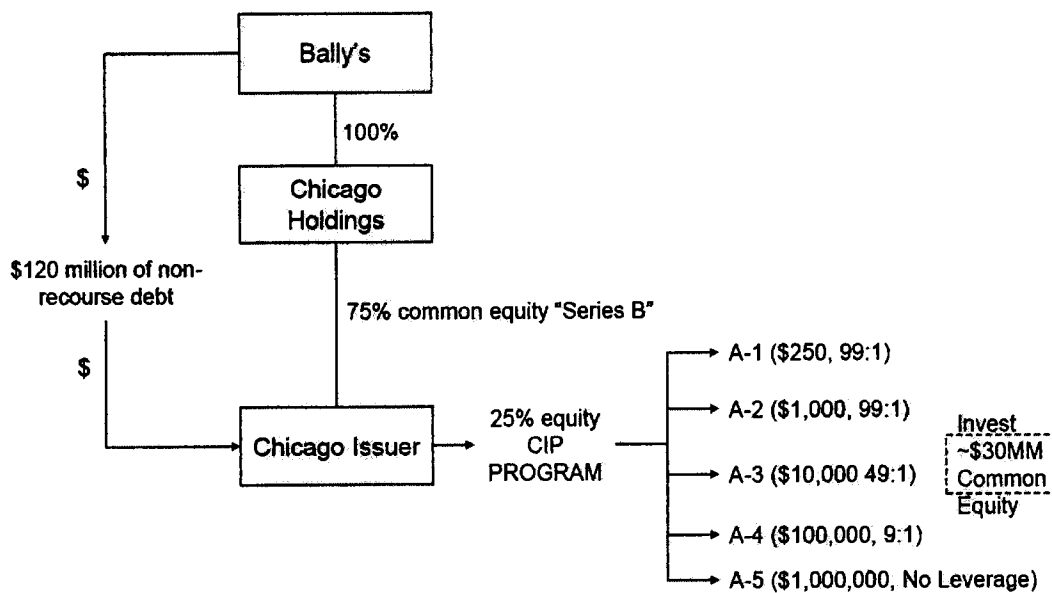 Bally's
100%
$
Chicago
Holdings
$120 million of non-
recourse debt
75% common equity "Series B"
$
Chicago Issuer
25% equity
CIP
PROGRAM
A-1 ($250, 99:1)
A-2 ($1,000, 99:1)
A-3 ($10,000 49:1)
A-4 ($100,000, 9:1)
A-5 ($1,000,000, No Leverage)
Invest
~$30MM
Common
Equity